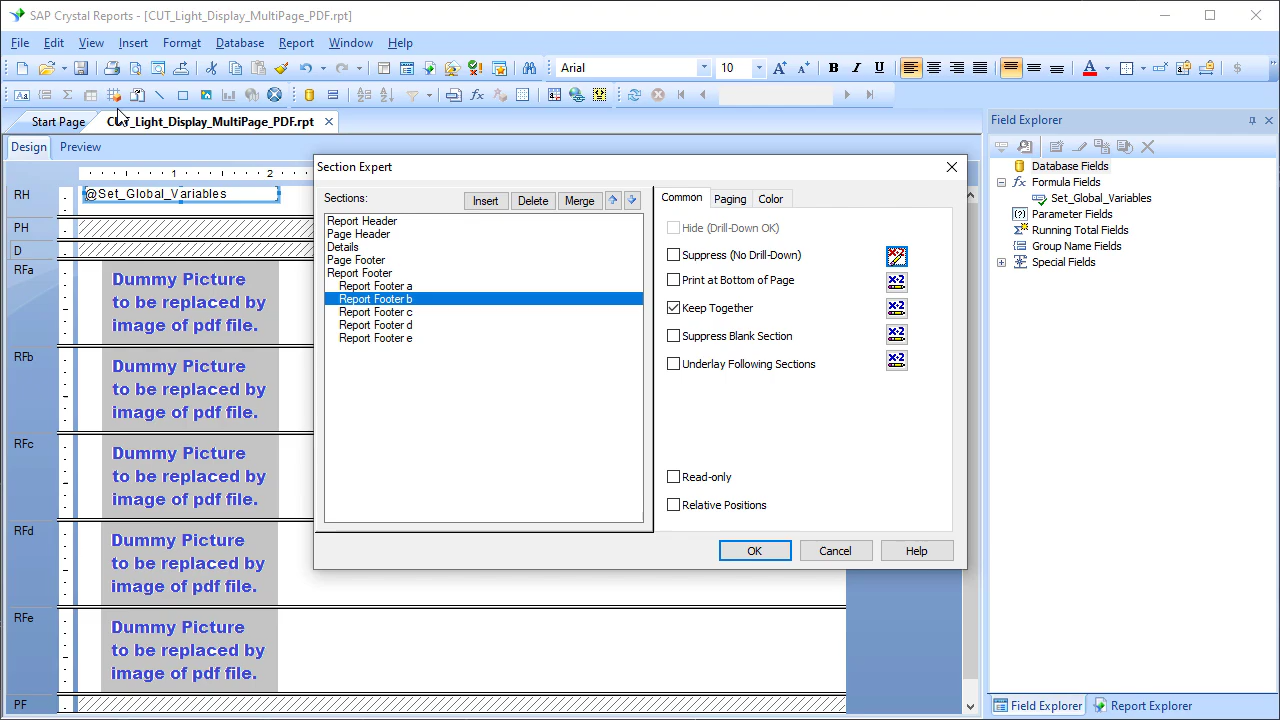 SAP Crystal Reports - [CUT_Light_Display_MultiPage_PDF.rpt]
File Edit View Insert Format Database Report Window Help
Arial 10 B I U A $
Start Page CUT_Light_Display_MultiPage_PDF.rpt
Design Preview
1 2
RH @Set_Global_Variables
PH
D
RFa
Dummy Picture
to be replaced by
image of pdf file.
RFb
Dummy Picture
to be replaced by
image of pdf file.
RFc
Dummy Picture
to be replaced by
image of pdf file.
RFd
Dummy Picture
to be replaced by
image of pdf file.
RFe
Dummy Picture
to be replaced by
image of pdf file.
PF
Section Expert
Sections: Insert Delete Merge
Report Header
Page Header
Details
Page Footer
Report Footer
Report Footer a
Report Footer b
Report Footer c
Report Footer d
Report Footer e
Common Paging Color
Hide (Drill-Down OK)
Suppress (No Drill-Down) x-2
Print at Bottom of Page x-2
Keep Together x-2
Suppress Blank Section x-2
Underlay Following Sections x-2
Read-only
Relative Positions
OK Cancel Help
Field Explorer
Database Fields
Formula Fields
Set_Global_Variables
Parameter Fields
Running Total Fields
Group Name Fields
Special Fields
Field Explorer Report Explorer